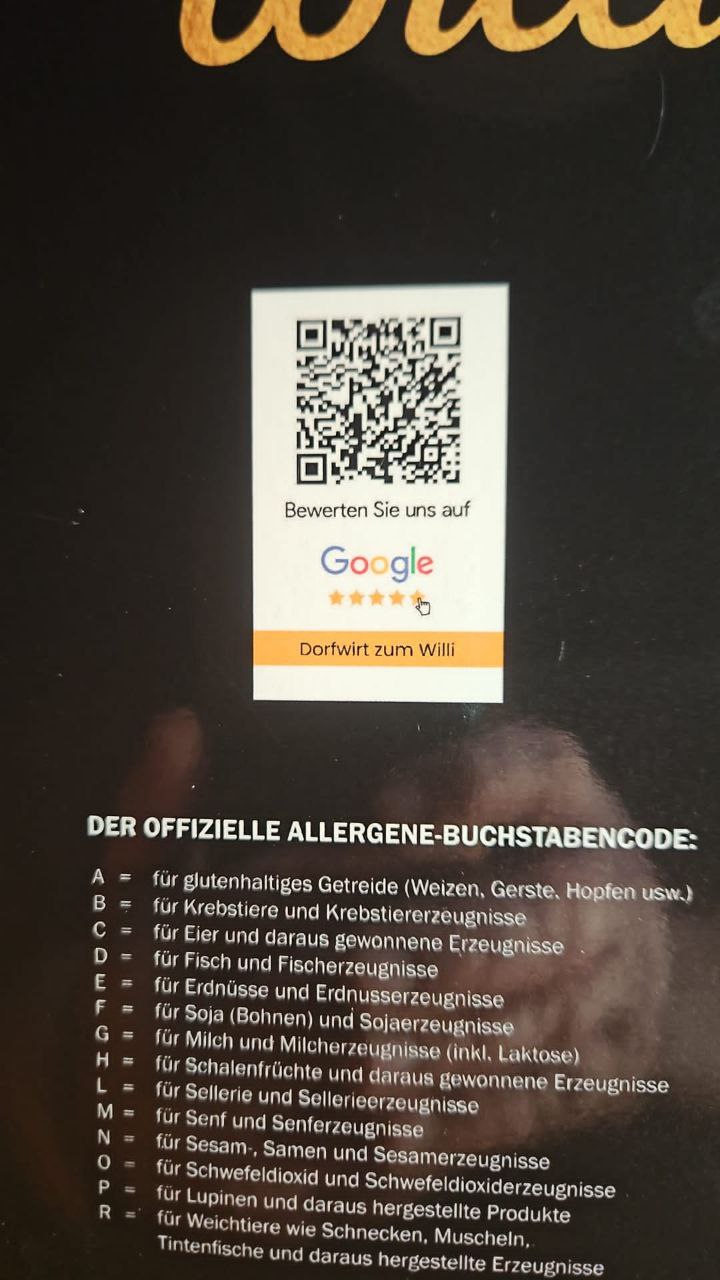 Bewerten Sie uns auf
Google
Dorfwirt zum Willi
DER OFFIZIELLE ALLERGENE-BUCHSTABENCODE:
A = für glutenhaltiges Getreide (Weizen, Gerste, Hopfen usw.)
B = für Krebstiere und Krebstiererzeugnisse
C = für Eier und daraus gewonnene Erzeugnisse
D = für Fisch und Fischerzeugnisse
E = für Erdnüsse und Erdnusserzeugnisse
F = für Soja (Bohnen) und Sojaerzeugnisse
G = für Milch und Milcherzeugnisse (inkl. Laktose)
H = für Schalenfrüchte und daraus gewonnene Erzeugnisse
L = für Sellerie und Sellerieerzeugnisse
M = für Senf und Senferzeugnisse
N = für Sesam-, Samen und Sesamerzeugnisse
O = für Schwefeldioxid und Schwefeldioxiderzeugnisse
P = für Lupinen und daraus hergestellte Produkte
R = für Weichtiere wie Schnecken, Muscheln,
Tintenfische und daraus hergestellte Erzeugnisse